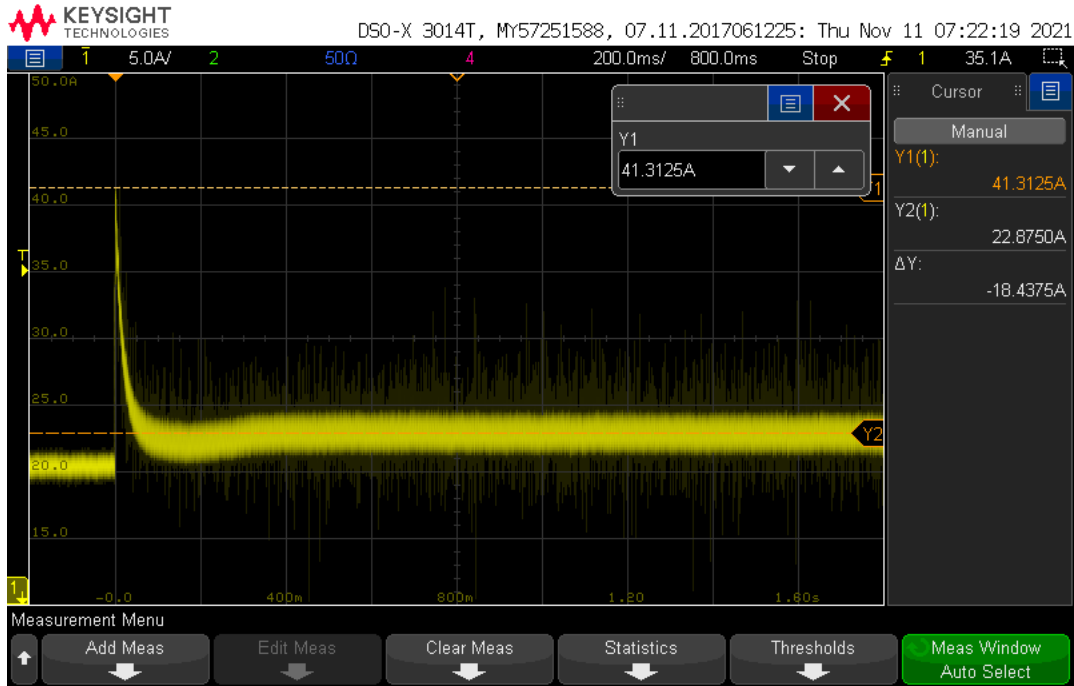 KEYSIGHT
TECHNOLOGIES
DSO-X 3014T, MY57251588, 07.11.2017061225: Thu Nov 11 07:22:19 2021
1 5.0A/ 2 50Ω 4 200.0ms/ 800.0ms Stop 1 35.1A
50.0A
45.0
40.0
35.0
30.0
25.0
20.0
15.0
T
1
-0.0 400m 800m 1.20 1.60s
Y1
41.3125A
Y2
Cursor
Manual
Y1(1):
41.3125A
Y2(1):
22.8750A
ΔY:
-18.4375A
Measurement Menu
Add Meas Edit Meas Clear Meas Statistics Thresholds Meas Window
Auto Select